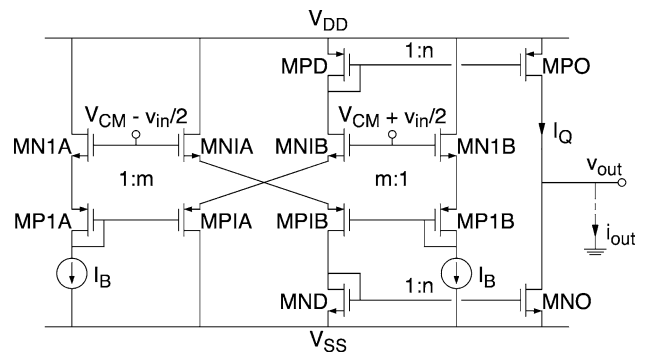 V_DD
MPD 1:n MPO
V_CM - v_in/2 V_CM + v_in/2
MN1A MNIA MNIB MN1B I_Q
1:m m:1 v_out
MP1A MPIA MPIB MP1B
i_out
I_B I_B
1:n
MND MNO
V_SS